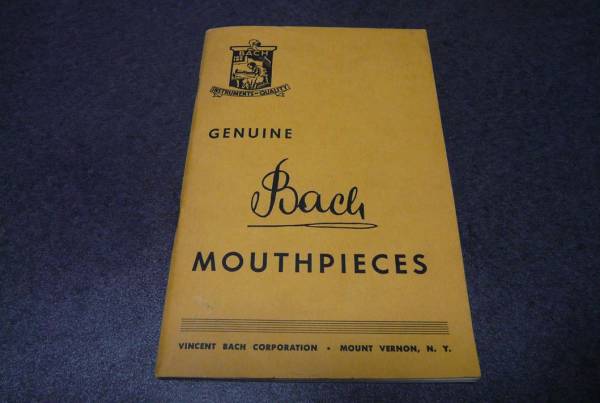 BACH
INSTRUMENTS-QUALITY
GENUINE
Bach
MOUTHPIECES
VINCENT BACH CORPORATION • MOUNT VERNON, N. Y.